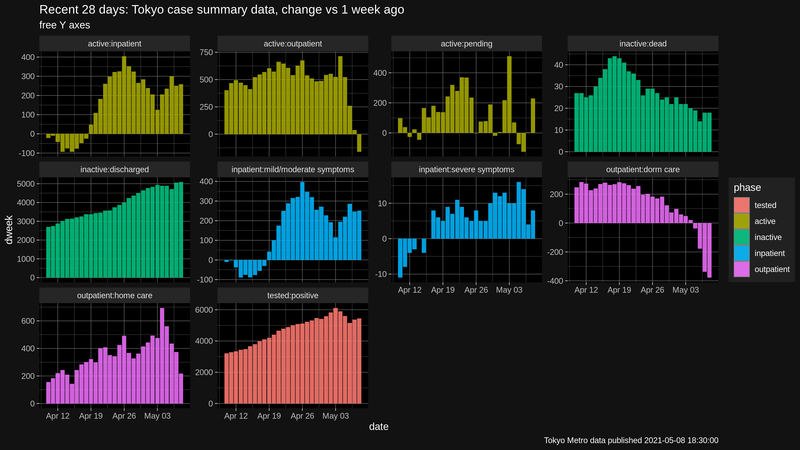 Recent 28 days: Tokyo case summary data, change vs 1 week ago
free Y axes
active:inpatient
active:outpatient
active:pending
inactive:dead
400
300
200
100
0
-100
750
500
250
0
400
200
0
40
30
20
10
0
inactive:discharged
inpatient:mild/moderate symptoms
inpatient:severe symptoms
outpatient:dorm care
5000
4000
3000
2000
1000
0
400
300
200
100
0
-100
10
0
-10
200
0
-200
-400
Apr 12 Apr 19 Apr 26 May 03
Apr 12 Apr 19 Apr 26 May 03
outpatient:home care
tested:positive
600
400
200
0
6000
4000
2000
0
Apr 12 Apr 19 Apr 26 May 03
Apr 12 Apr 19 Apr 26 May 03
dweek
date
phase
tested
active
inactive
inpatient
outpatient
Tokyo Metro data published 2021-05-08 18:30:00